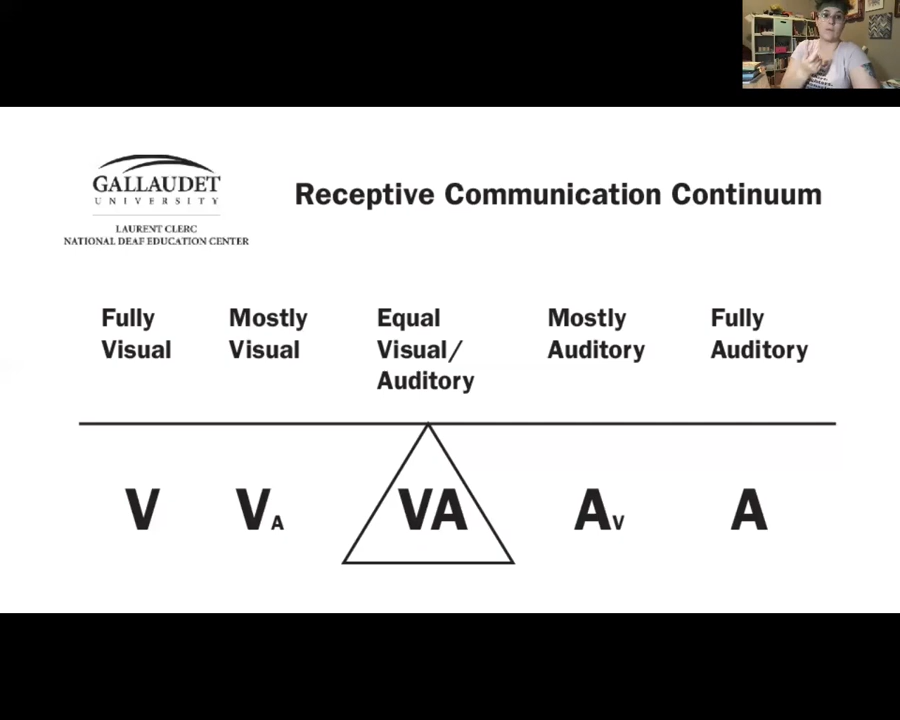 GALLAUDET
UNIVERSITY
LAURENT CLERC
NATIONAL DEAF EDUCATION CENTER
Receptive Communication Continuum
Fully
Visual
Mostly
Visual
Equal
Visual/
Auditory
Mostly
Auditory
Fully
Auditory
V
VA
VA
AV
A